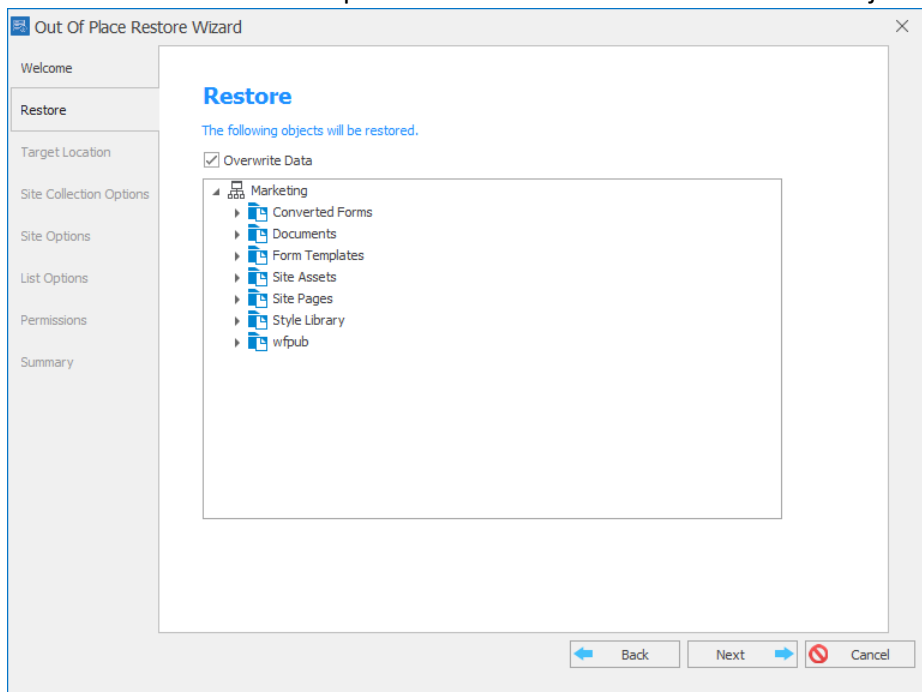 Out Of Place Restore Wizard
Welcome
Restore
Target Location
Site Collection Options
Site Options
List Options
Permissions
Summary
Restore
The following objects will be restored.
Overwrite Data
Marketing
Converted Forms
Documents
Form Templates
Site Assets
Site Pages
Style Library
wfpub
Back Next Cancel